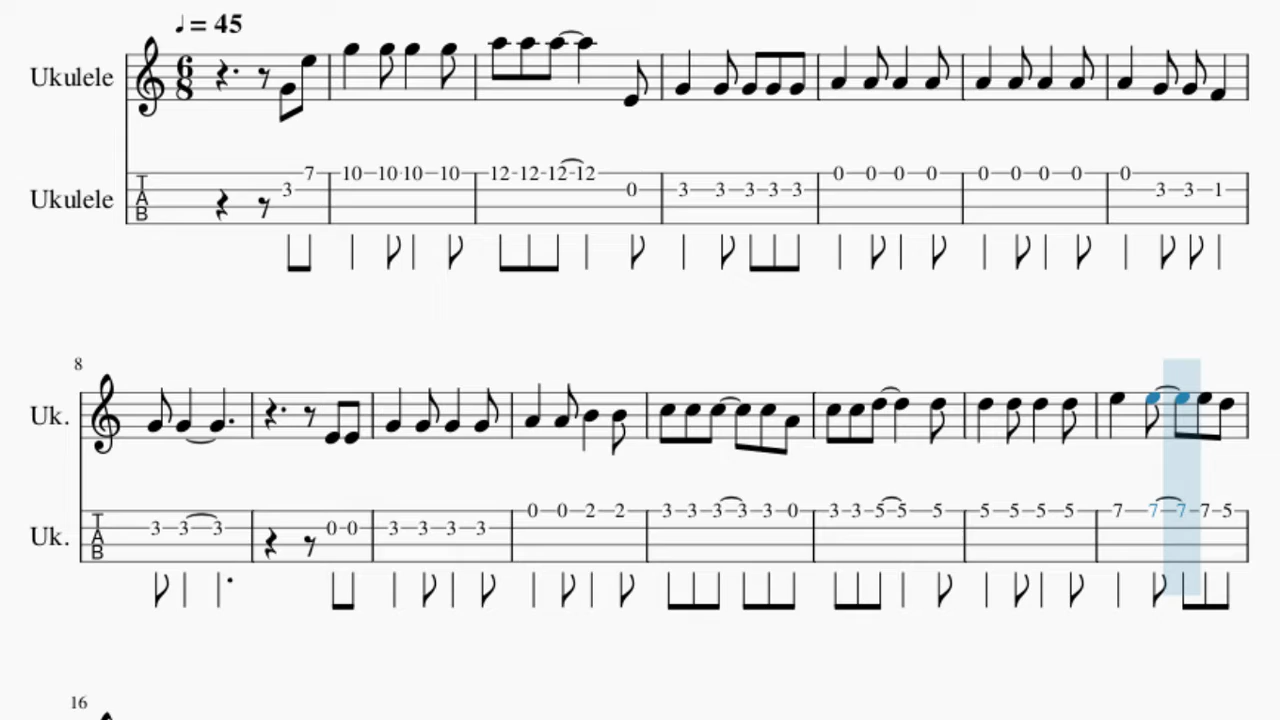 ♩ = 45
Ukulele 6 8
Ukulele T A B 3 7 10 10 10 10 12 12 12 12 0 3 3 3 3 3 0 0 0 0 0 0 0 0 0 3 3 1
8
Uk.
Uk. T A B 3 3 3 0 0 3 3 3 3 0 0 2 2 3 3 3 3 3 0 3 3 5 5 5 5 5 5 5 7 7 7 7 5
16